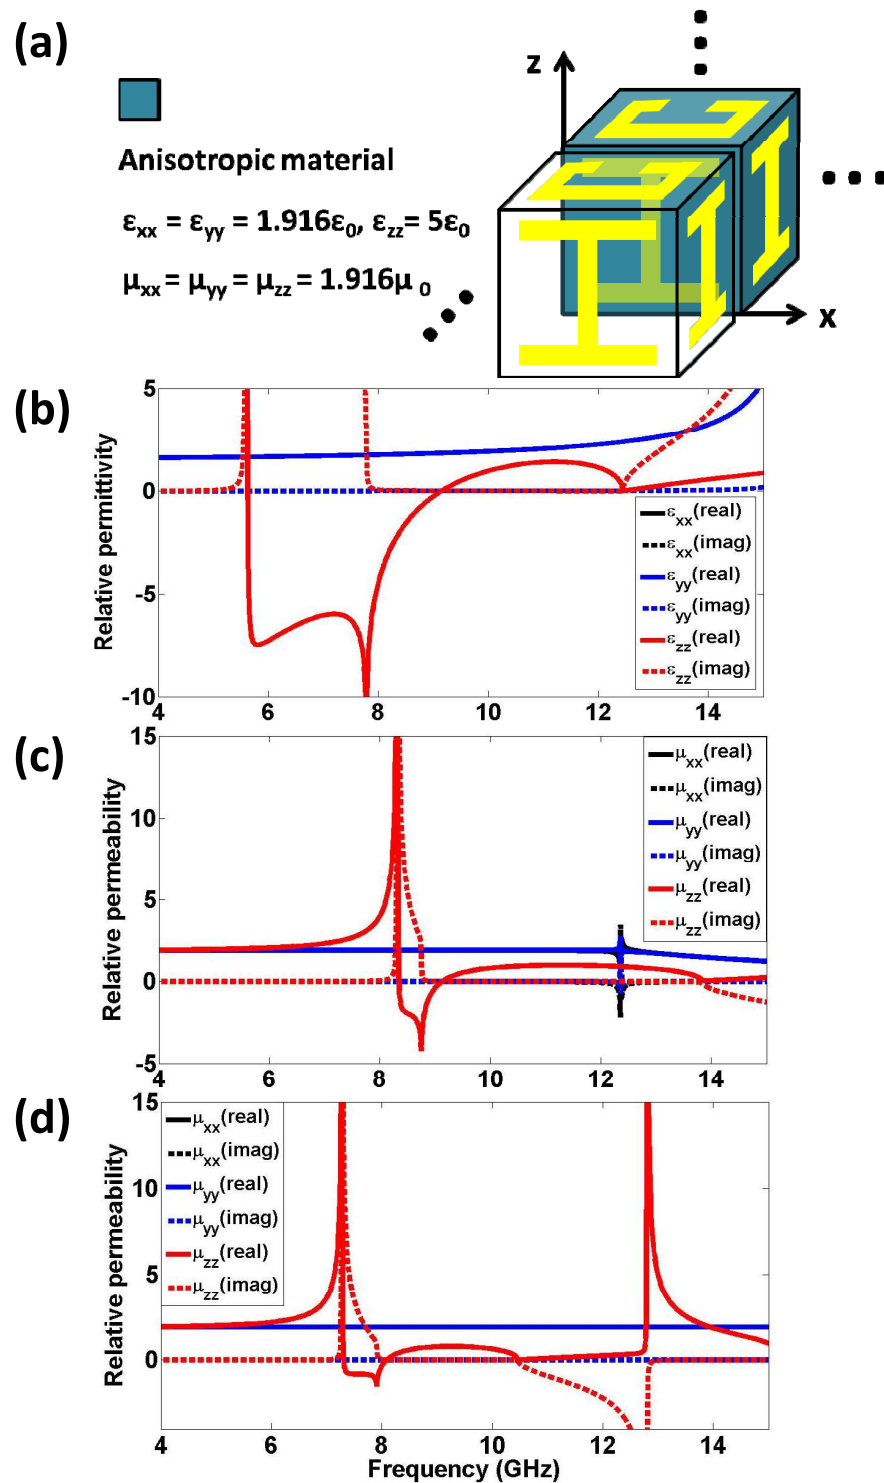 (a)
z
x
Anisotropic material
εxx = εyy = 1.916ε0, εzz= 5ε0
μxx= μyy = μzz = 1.916μ 0
(b)
Relative permittivity
5
0
-5
-10
4 6 8 10 12 14
εxx(real)
εxx(imag)
εyy(real)
εyy(imag)
εzz(real)
εzz(imag)
(c)
Relative permeability
15
10
5
0
-5
4 6 8 10 12 14
μxx(real)
μxx(imag)
μyy(real)
μyy(imag)
μzz(real)
μzz(imag)
(d)
Relative permeability
15
10
5
0
4 6 8 10 12 14
μxx(real)
μxx(imag)
μyy(real)
μyy(imag)
μzz(real)
μzz(imag)
Frequency (GHz)